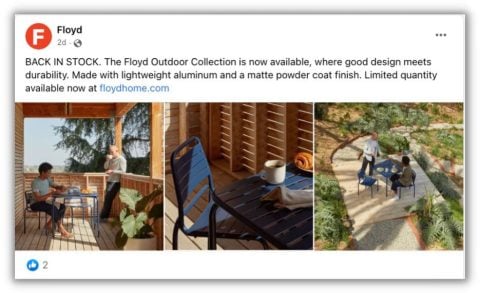 F
Floyd
2d ·
BACK IN STOCK. The Floyd Outdoor Collection is now available, where good design meets
durability. Made with lightweight aluminum and a matte powder coat finish. Limited quantity
available now at floydhome.com
2